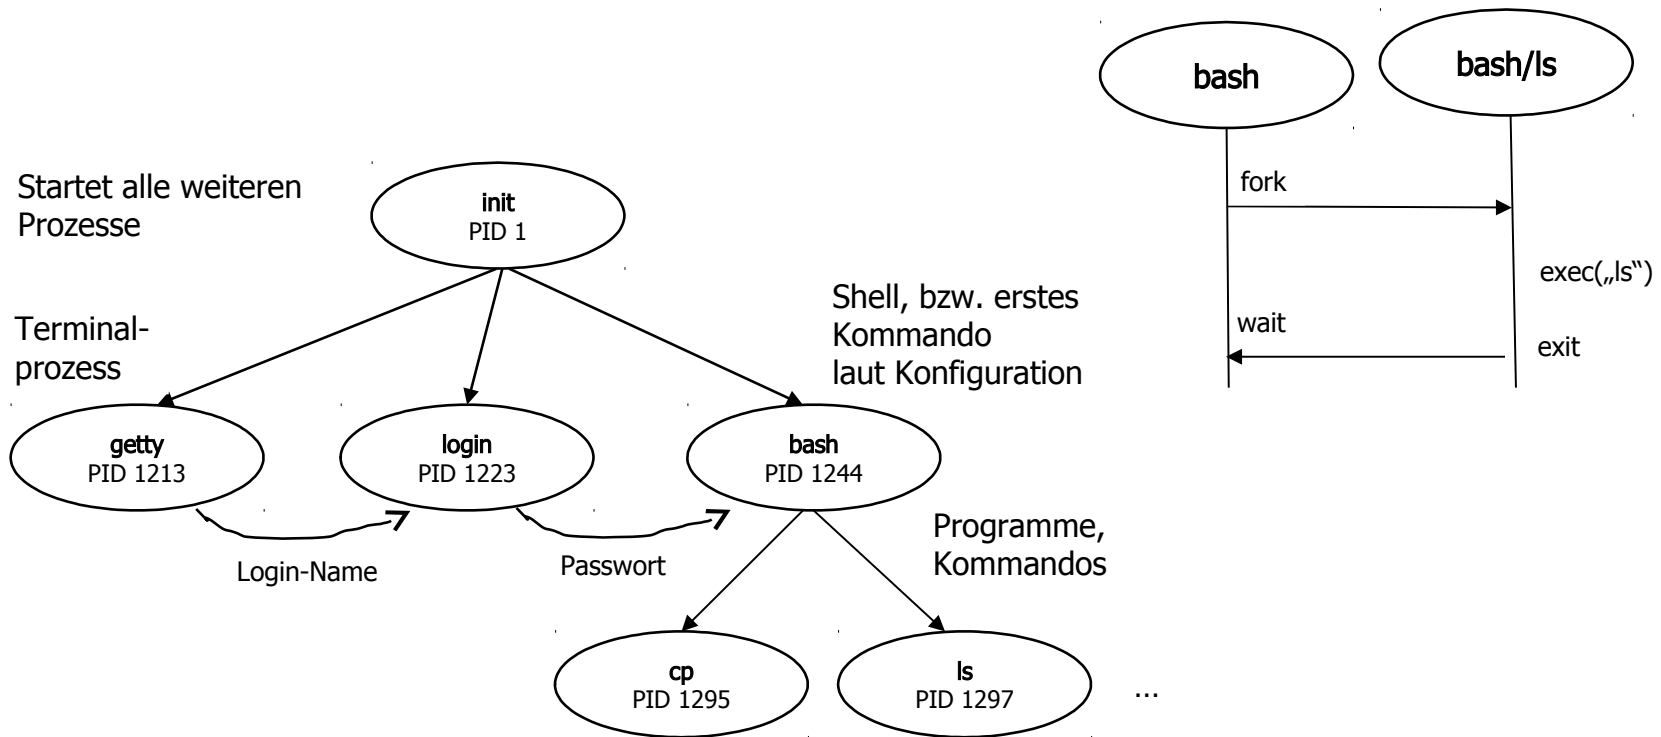 Startet alle weiteren
Prozesse
init
PID 1
Terminal-
prozess
Shell, bzw. erstes
Kommando
laut Konfiguration
getty
PID 1213
login
PID 1223
bash
PID 1244
Login-Name
Passwort
Programme,
Kommandos
cp
PID 1295
ls
PID 1297
...
bash
bash/ls
fork
exec(„ls“)
wait
exit